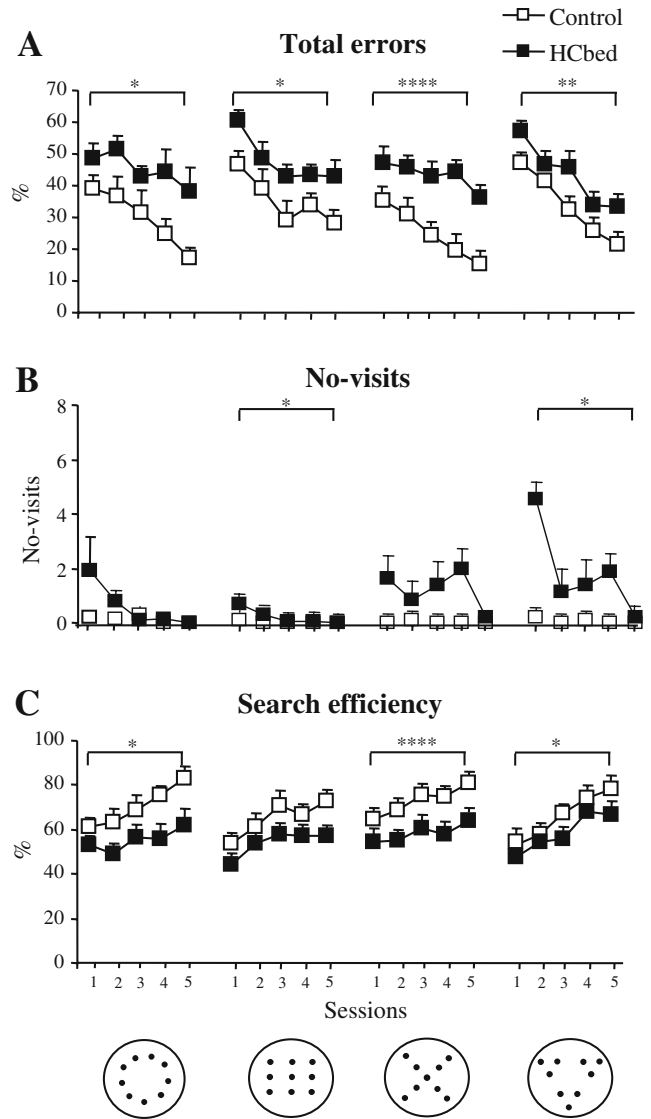 Control
HCbed
A
Total errors
* * **** **
70
60
50
40
30
20
10
0
%
B
No-visits
* *
8
6
4
2
0
No-visits
C
Search efficiency
* **** *
100
80
60
40
20
0
%
1 2 3 4 5 1 2 3 4 5 1 2 3 4 5 1 2 3 4 5
Sessions